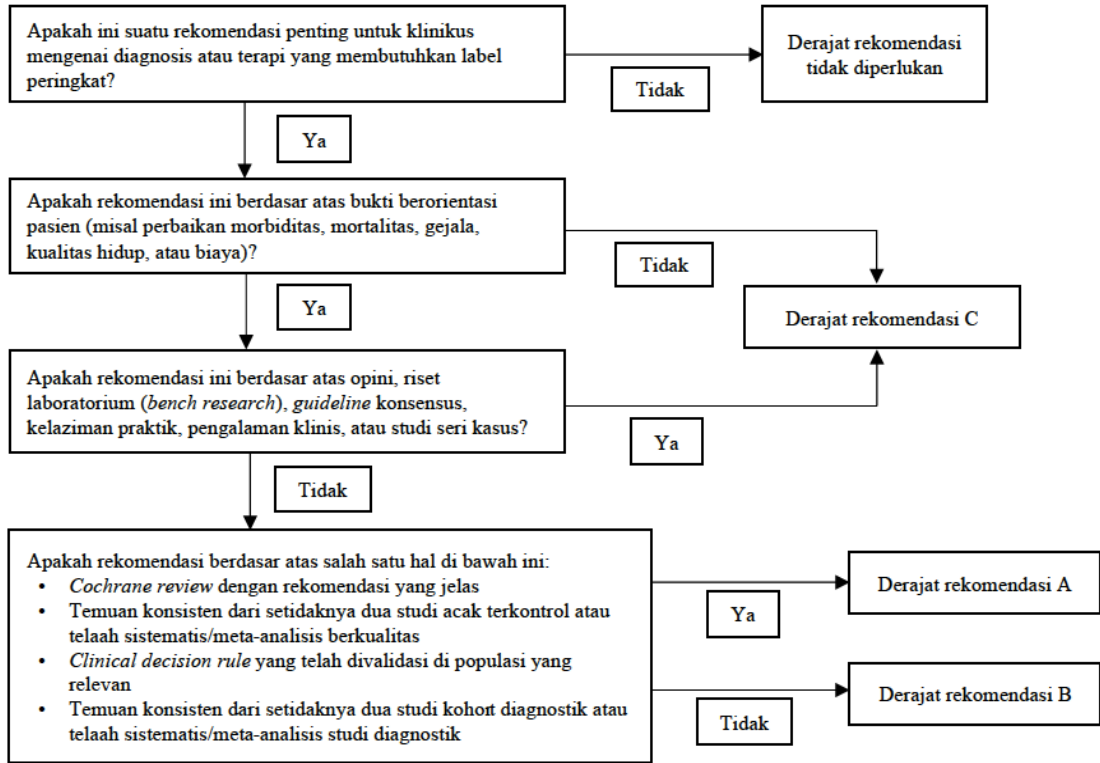 Apakah ini suatu rekomendasi penting untuk klinikus
mengenai diagnosis atau terapi yang membutuhkan label
peringkat?
Tidak
Derajat rekomendasi
tidak diperlukan
Ya
Apakah rekomendasi ini berdasar atas bukti berorientasi
pasien (misal perbaikan morbiditas, mortalitas, gejala,
kualitas hidup, atau biaya)?
Tidak
Ya
Derajat rekomendasi C
Apakah rekomendasi ini berdasar atas opini, riset
laboratorium (bench research), guideline konsensus,
kelaziman praktik, pengalaman klinis, atau studi seri kasus?
Ya
Tidak
Apakah rekomendasi berdasar atas salah satu hal di bawah ini:
• Cochrane review dengan rekomendasi yang jelas
• Temuan konsisten dari setidaknya dua studi acak terkontrol atau
telaah sistematis/meta-analisis berkualitas
• Clinical decision rule yang telah divalidasi di populasi yang
relevan
• Temuan konsisten dari setidaknya dua studi kohort diagnostik atau
telaah sistematis/meta-analisis studi diagnostik
Ya
Derajat rekomendasi A
Tidak
Derajat rekomendasi B